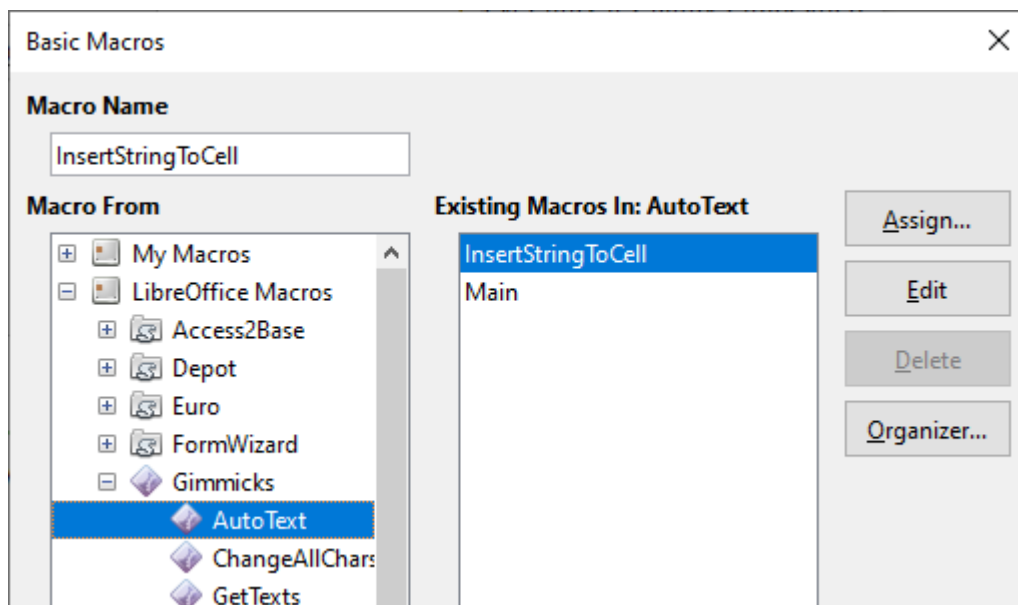 Basic Macros
Macro Name
InsertStringToCell
Macro From
My Macros
LibreOffice Macros
Access2Base
Depot
Euro
FormWizard
Gimmicks
AutoText
ChangeAllChars
GetTexts
Existing Macros In: AutoText
InsertStringToCell
Main
Assign...
Edit
Delete
Organizer...